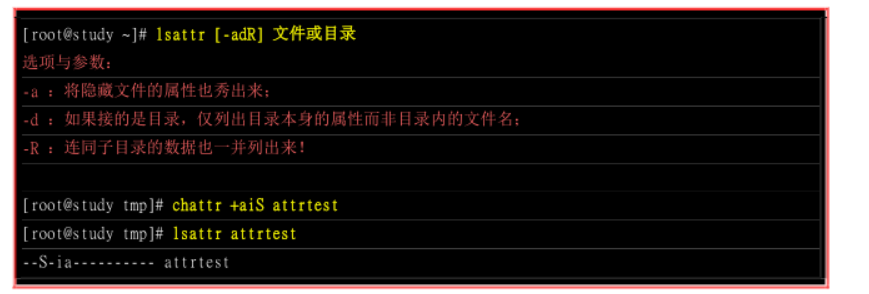 [root@study ~]# lsattr [-adR] 文件或目录
选项与参数：
-a ：将隐藏文件的属性也秀出来；
-d ：如果接的是目录，仅列出目录本身的属性而非目录内的文件名；
-R ：连同子目录的数据也一并列出来！
[root@study tmp]# chattr +aiS attrtest
[root@study tmp]# lsattr attrtest
--S-ia---------- attrtest